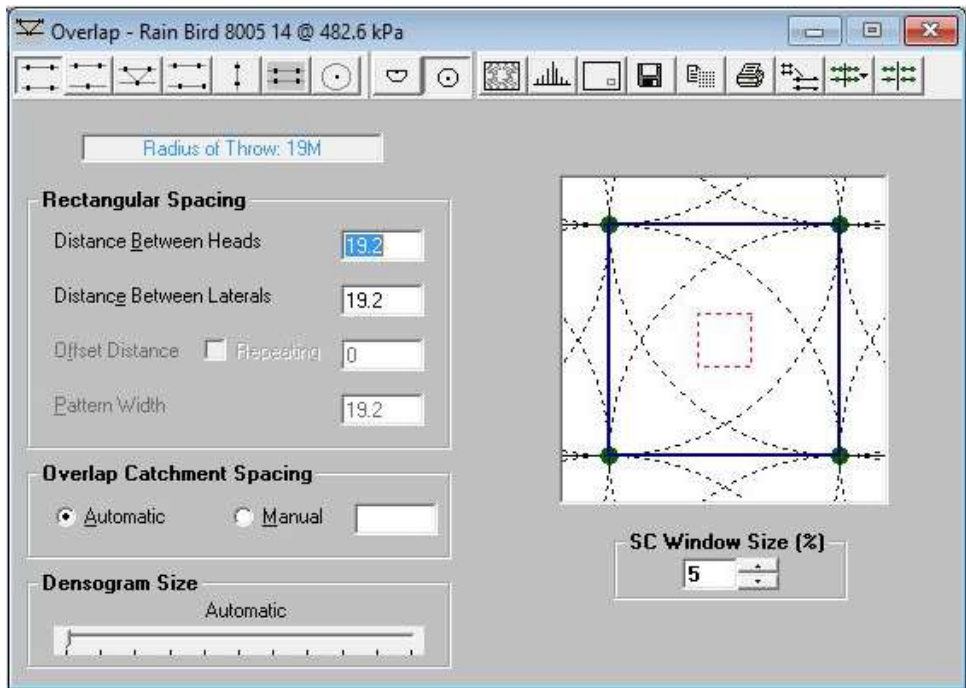 Overlap - Rain Bird 8005 14 @ 482.6 kPa
Radius of Throw: 19M
Rectangular Spacing
Distance Between Heads 19.2
Distance Between Laterals 19.2
Offset Distance Repeating 0
Pattern Width 19.2
Overlap Catchment Spacing
Automatic Manual
Densogram Size
Automatic
SC Window Size (%)
5